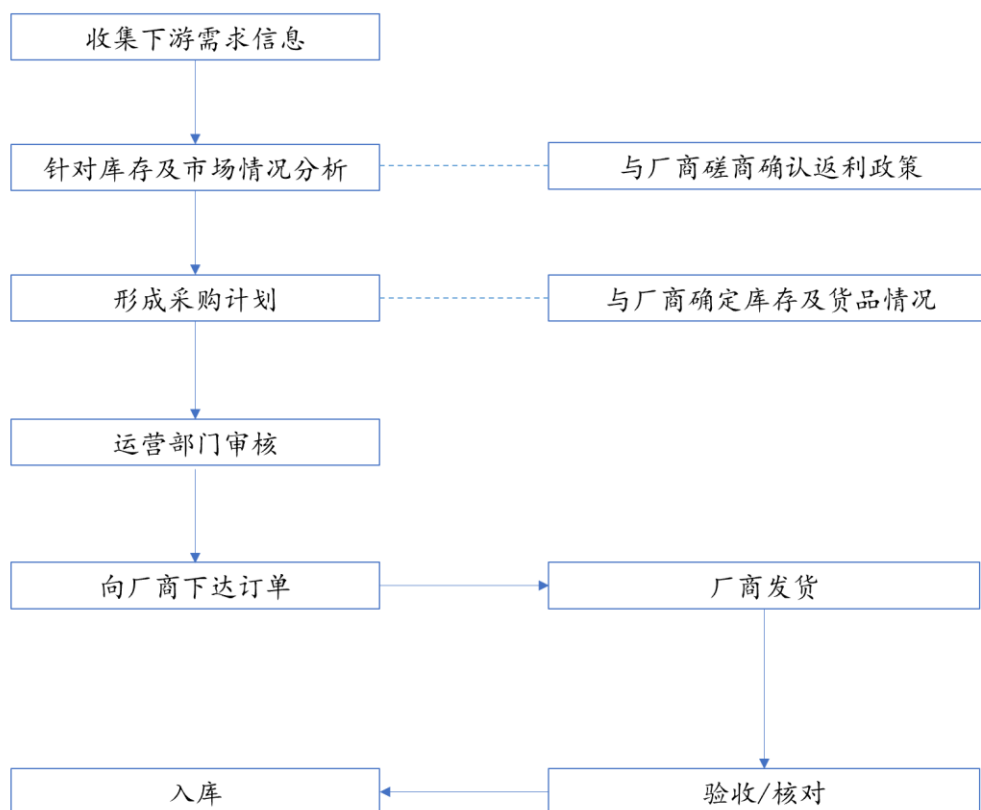 收集下游需求信息
针对库存及市场情况分析
与厂商磋商确认返利政策
形成采购计划
与厂商确定库存及货品情况
运营部门审核
向厂商下达订单
厂商发货
入库
验收/核对